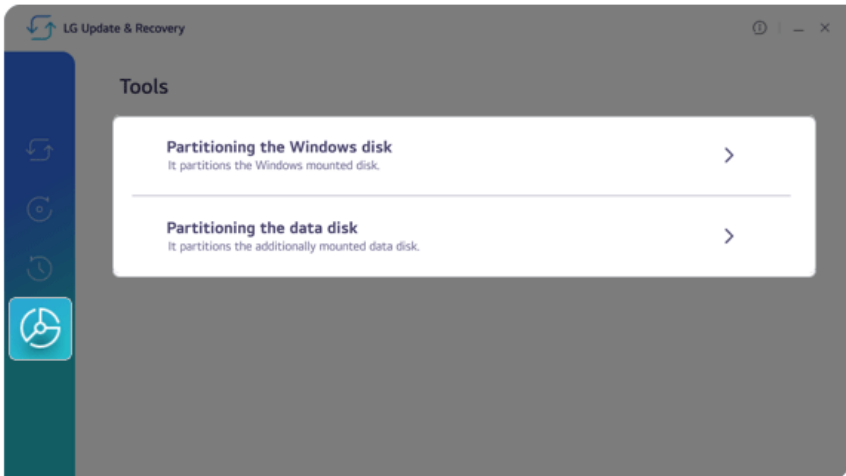 LG Update & Recovery
Tools
Partitioning the Windows disk
It partitions the Windows mounted disk.
Partitioning the data disk
It partitions the additionally mounted data disk.